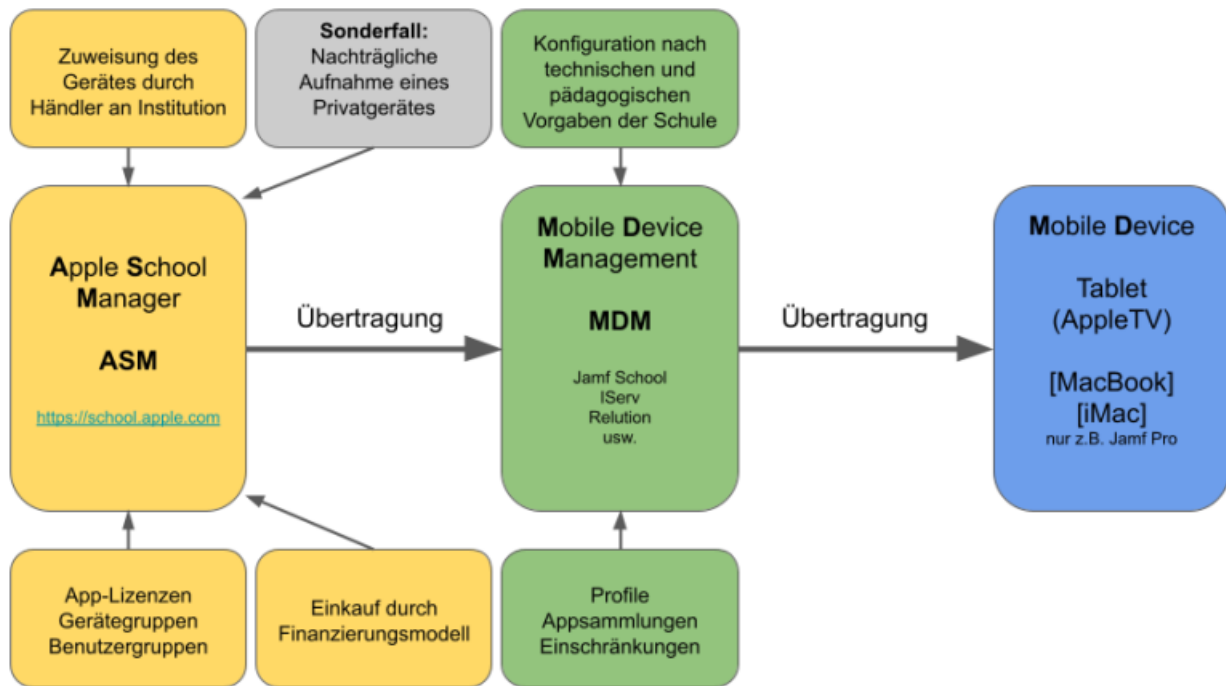 Zuweisung des
Gerätes durch
Händler an Institution
Sonderfall:
Nachträgliche
Aufnahme eines
Privatgerätes
Konfiguration nach
technischen und
pädagogischen
Vorgaben der Schule
Apple School
Manager
ASM
https://school.apple.com
Übertragung
Mobile Device
Management
MDM
Jamf School
IServ
Relution
usw.
Übertragung
Mobile Device
Tablet
(AppleTV)
[MacBook]
[iMac]
nur z.B. Jamf Pro
App-Lizenzen
Gerätegruppen
Benutzergruppen
Einkauf durch
Finanzierungsmodell
Profile
Appsammlungen
Einschränkungen